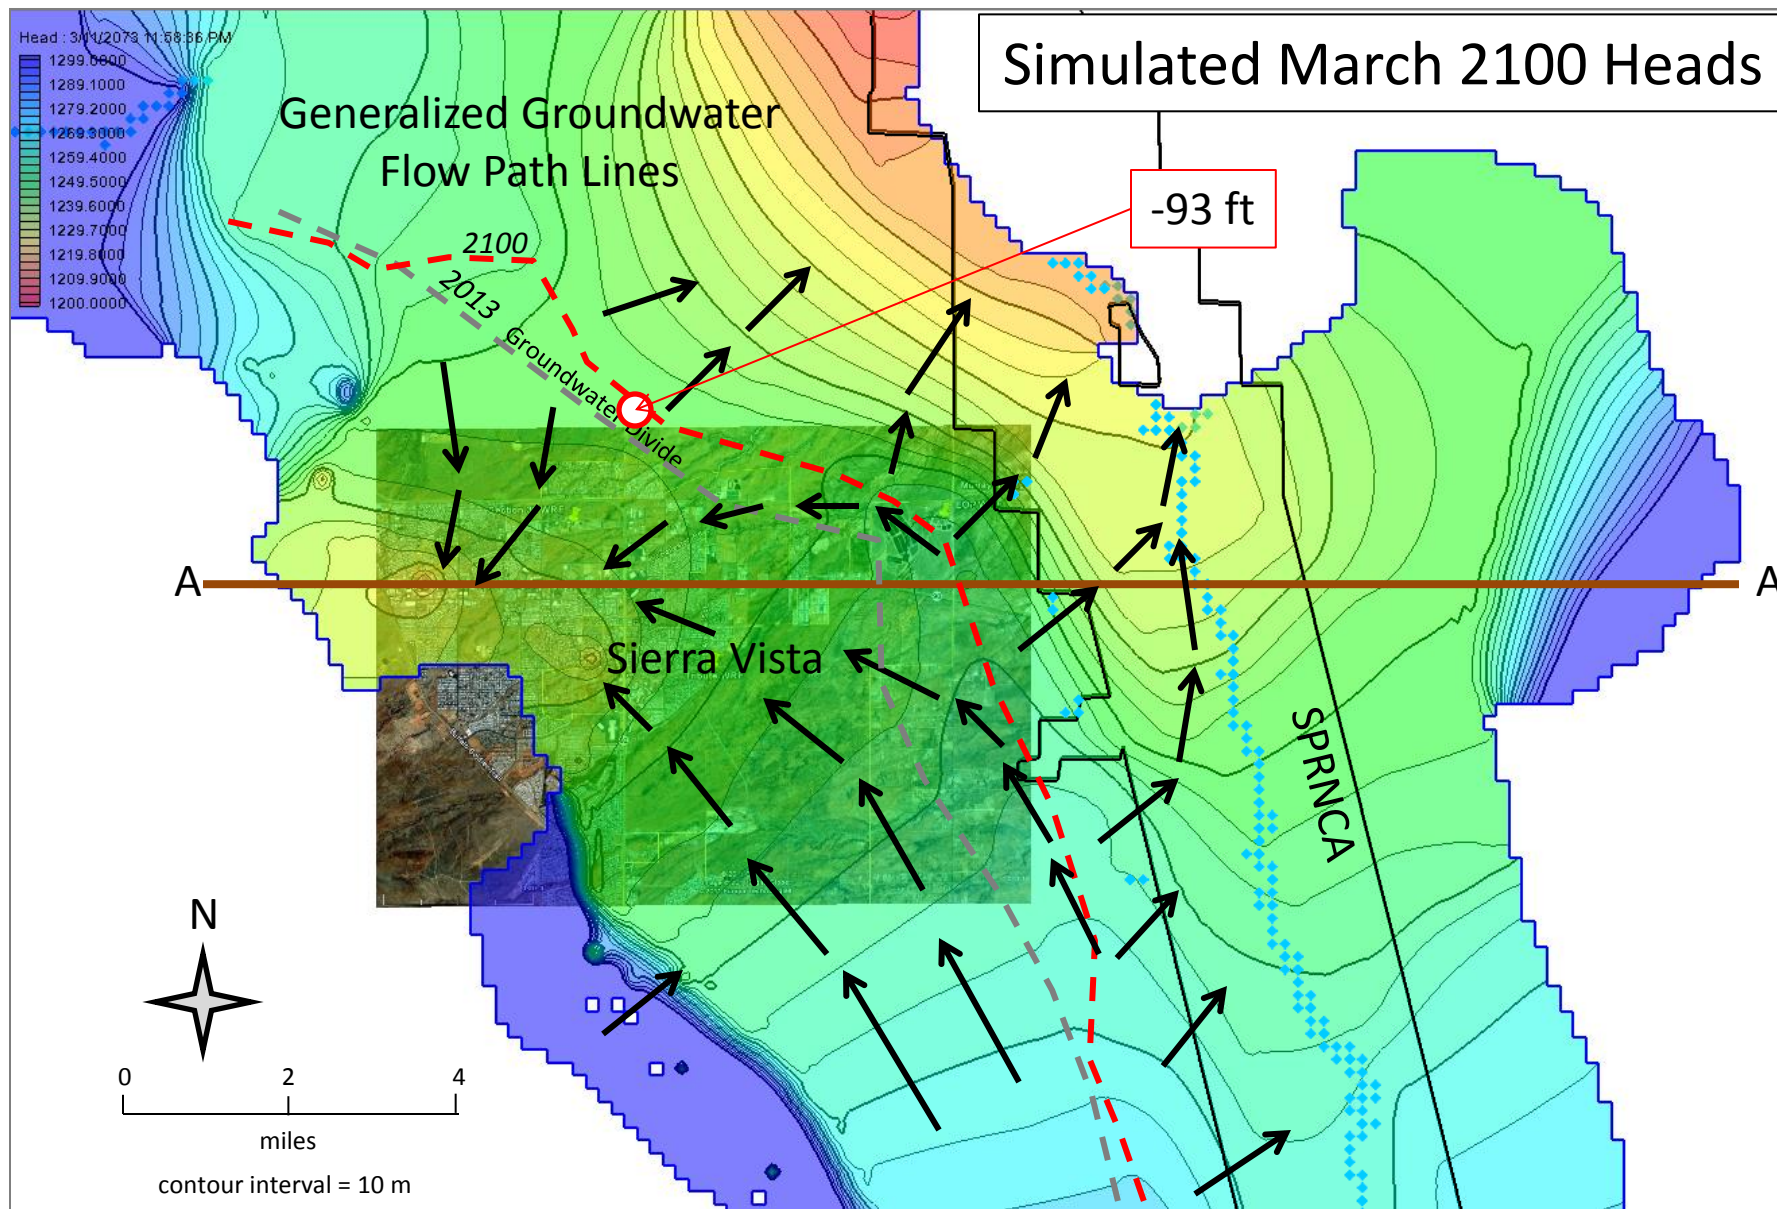 Simulated March 2100 Heads
Head : 3/11/2073 11:58:36 PM
1299.0000
1289.1000
1279.2000
1269.3000
1259.4000
1249.5000
1239.6000
1229.7000
1219.8000
1209.9000
1200.0000
Generalized Groundwater
Flow Path Lines
-93 ft
2100
2013
Groundwater Divide
A
A
Sierra Vista
SPRNCA
N
0 2 4
miles
contour interval = 10 m